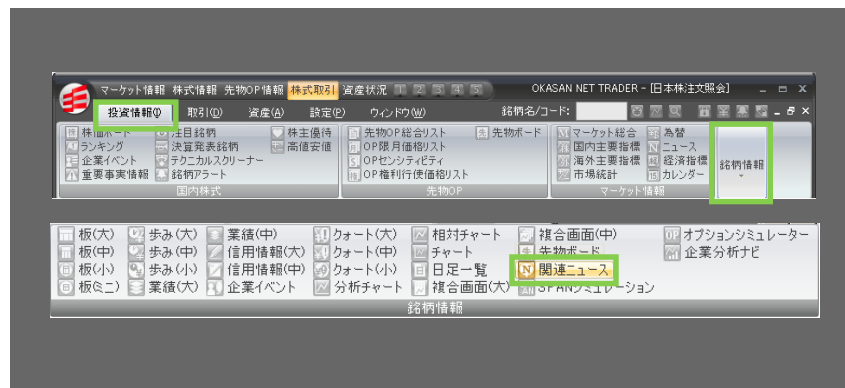 マーケット情報 株式情報 先物OP情報 株式取引 資産状況 1 2 3 4 5 OKASAN NET TRADER - [日本株注文照会]
投資情報(I) 取引(D) 資産(A) 設定(P) ウィンドウ(W) 銘柄名/コード:
株価ボード 注目銘柄 株主優待 先物OP総合リスト 先物ボード マーケット総合 為替
ランキング 決算発表銘柄 高値安値 OP限月価格リスト 国内主要指標 ニュース
企業イベント テクニカルスクリーナー OPセンシティビティ 海外主要指標 経済指標 銘柄情報
重要事実情報 銘柄アラート OP権利行使価格リスト 市場統計 カレンダー
国内株式 先物OP マーケット情報
板(大) 歩み(大) 業績(中) クォート(大) 相対チャート 複合画面(中) オプションシミュレーター
板(中) 歩み(中) 信用情報(大) クォート(中) チャート 先物ボード 企業分析ナビ
板(小) 歩み(小) 信用情報(中) クォート(小) 日足一覧 関連ニュース
板(ミニ) 業績(大) 企業イベント 分析チャート 複合画面(大) SPANシミュレーション
銘柄情報